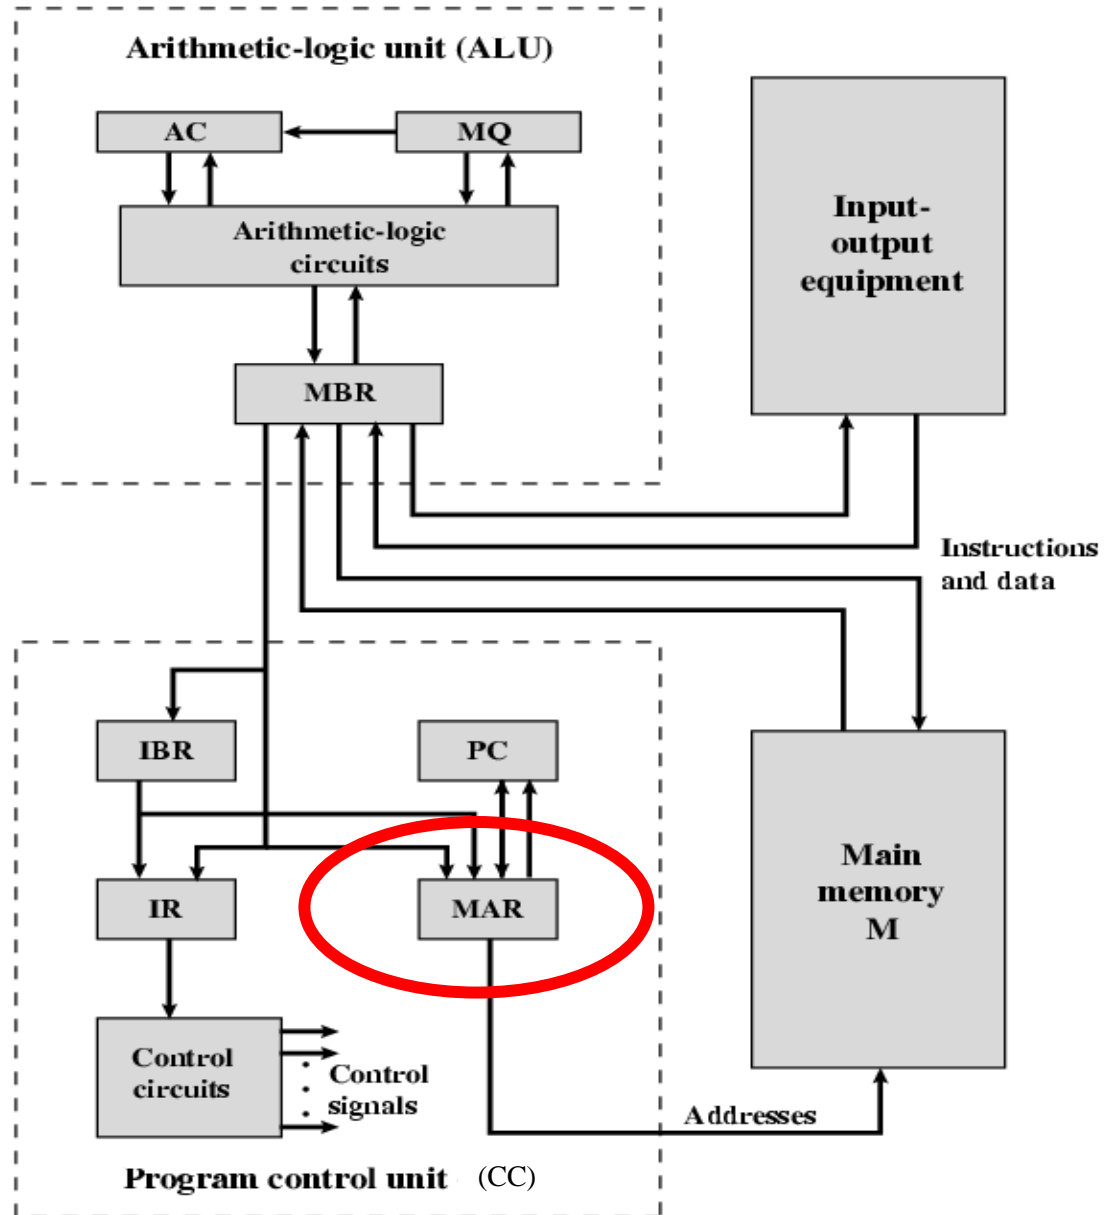 Arithmetic-logic unit (ALU)
AC
MQ
Arithmetic-logic
circuits
MBR
Input-
output
equipment
Instructions
and data
IBR
PC
IR
MAR
Main
memory
M
Control
circuits
Control
signals
Addresses
Program control unit (CC)